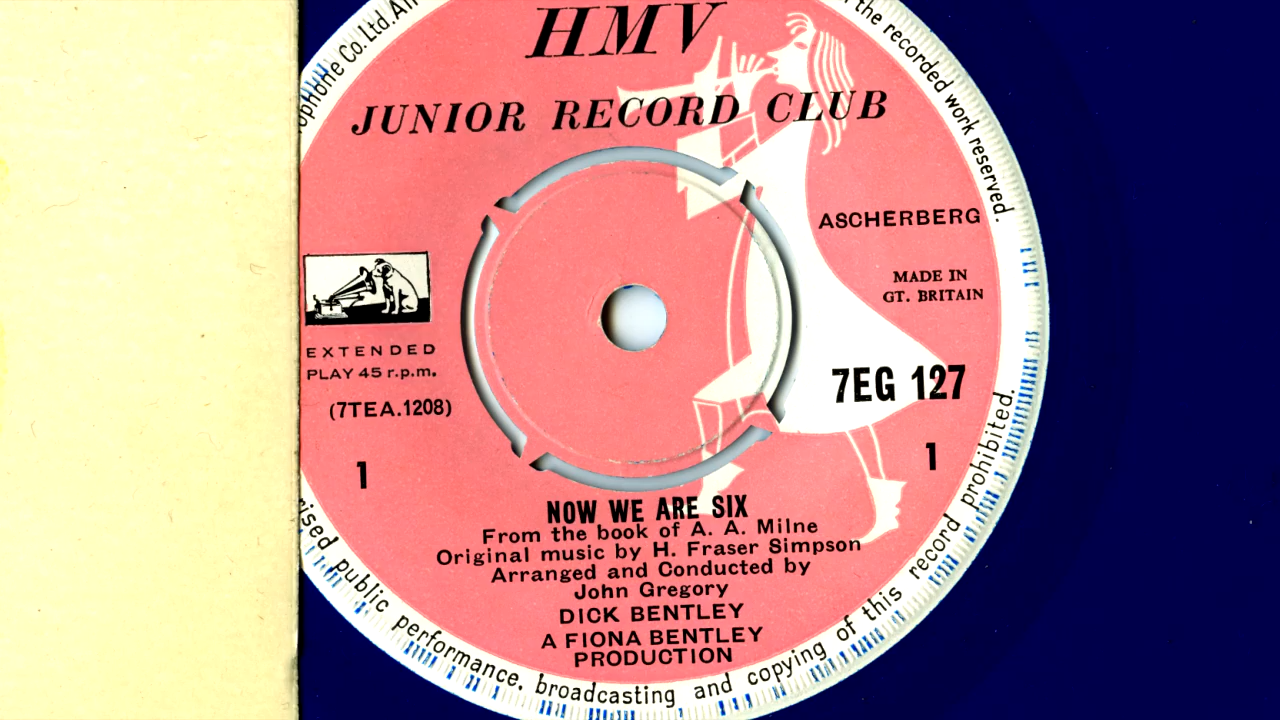 HMV
JUNIOR RECORD CLUB
ASCHERBERG
MADE IN
GT. BRITAIN
EXTENDED
PLAY 45 r.p.m.
(7TEA.1208)
7EG 127
1
1
NOW WE ARE SIX
From the book of A. A. Milne
Original music by H. Fraser Simpson
Arranged and Conducted by
John Gregory
DICK BENTLEY
A FIONA BENTLEY
PRODUCTION
Co. Ltd.
the recorded work reserved.
public performance, broadcasting and copying of this record prohibited.